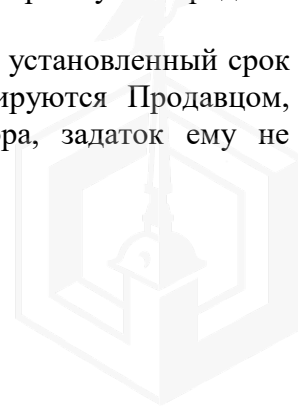 установленный срок
ируются Продавцом,
ра, задаток ему не